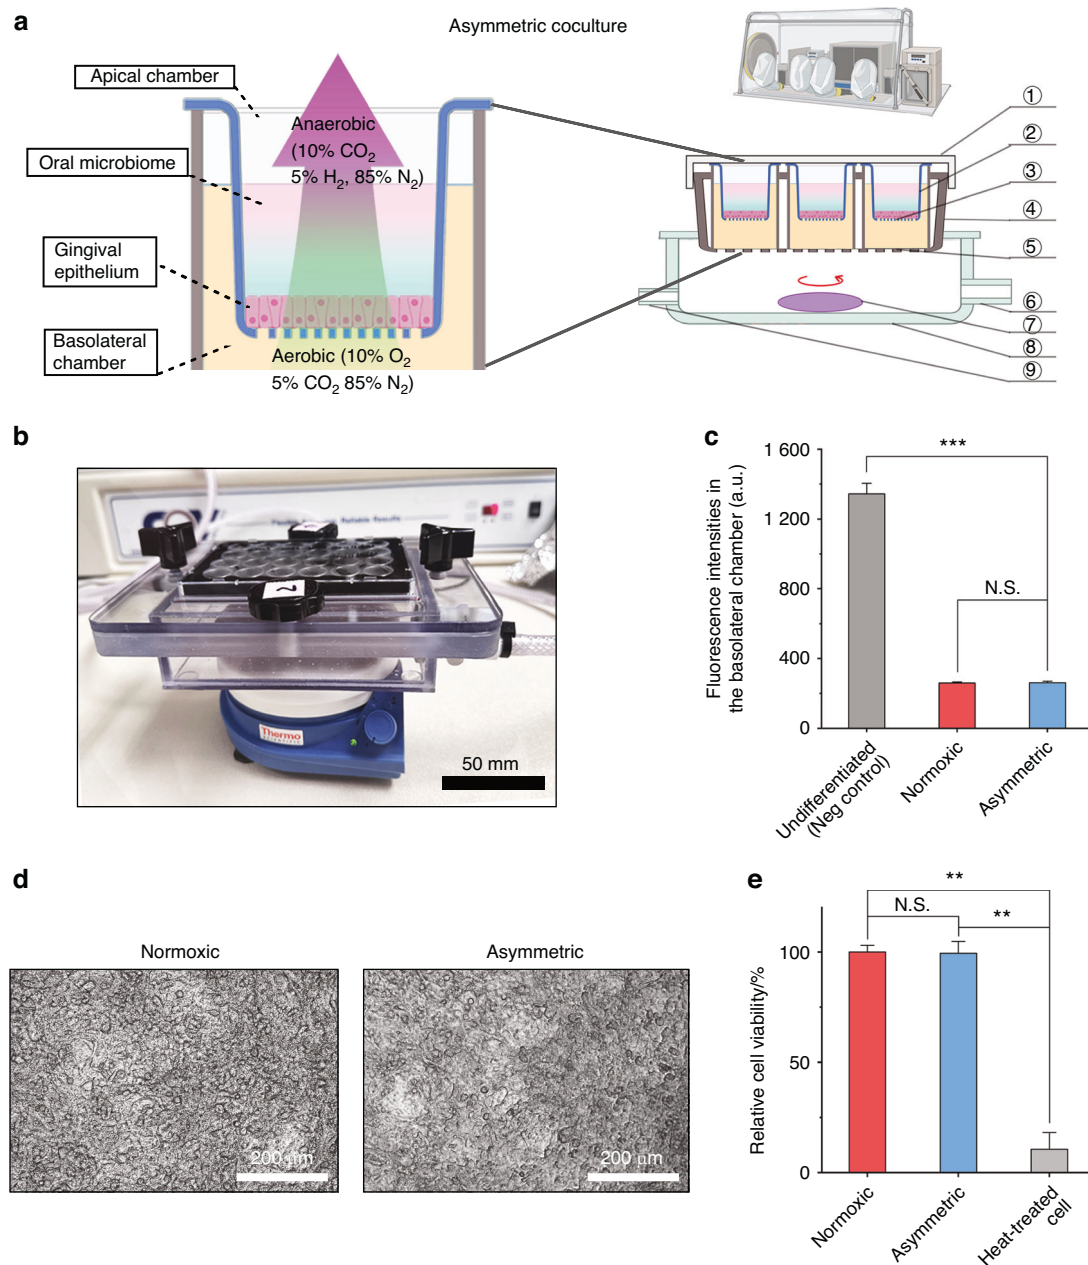 a
Asymmetric coculture
Apical chamber
Oral microbiome
Gingival
epithelium
Basolateral
chamber
Anaerobic
(10% CO₂
5% H₂, 85% N₂)
Aerobic (10% O₂
5% CO₂ 85% N₂)
①
②
③
④
⑤
⑥
⑦
⑧
⑨
b
Reliable Results
Thermo
SCIENTIFIC
50 mm
c
Fluorescence intensities in
the basolateral chamber (a.u.)
1 600
1 200
800
400
0
***
N.S.
Undifferentiated
(Neg control)
Normoxic
Asymmetric
d
Normoxic
Asymmetric
200 μm
200 μm
e
Relative cell viability/%
100
50
0
**
N.S.
**
Normoxic
Asymmetric
Heat-treated
cell